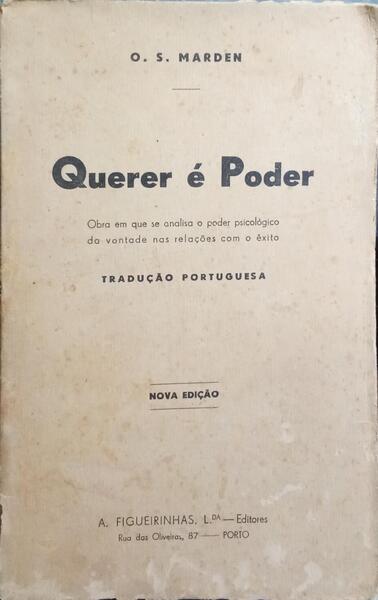 O. S. MARDEN
Querer é Poder
Obra em que se analisa o poder psicológico
da vontade nas relações com o êxito
TRADUÇÃO PORTUGUESA
NOVA EDIÇÃO
A. FIGUEIRINHAS, L.DA — Editores
Rua das Oliveiras, 87 — PORTO